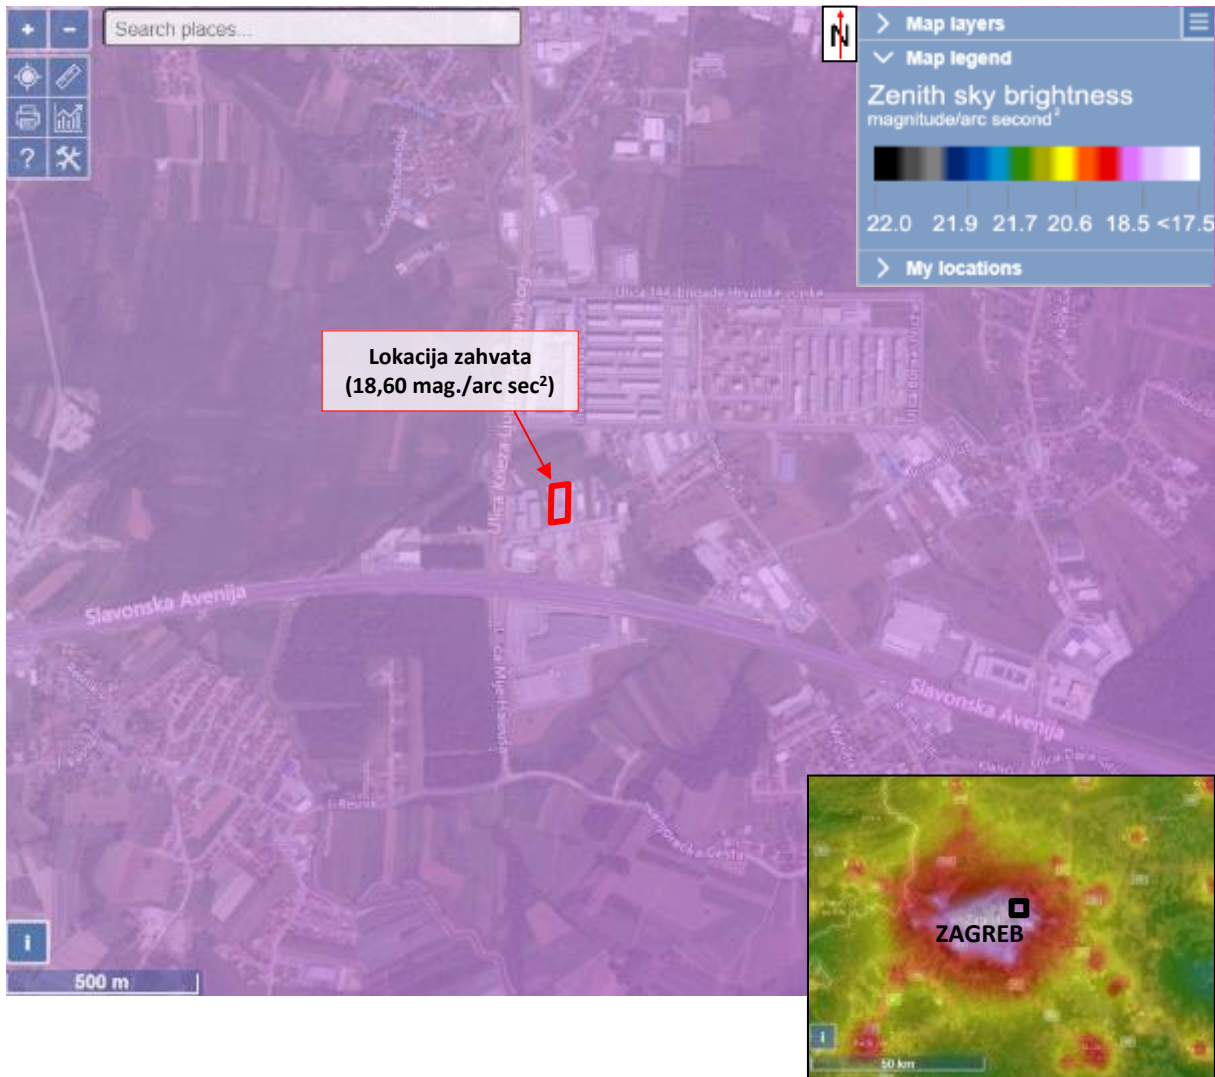 + −
Search places...
N
Map layers
Map legend
Zenith sky brightness
magnitude/arc second²
22.0 21.9 21.7 20.6 18.5 <17.5
My locations
?
Ulica 144. brigade Hrvatske vojske
Lokacija zahvata
(18,60 mag./arc sec²)
Slavonska Avenija
Slavonska Avenija
I. Resnik
i
500 m
ZAGREB
i
50 km